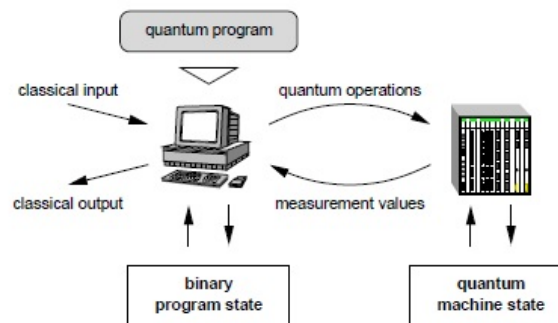 quantum program
classical input
quantum operations
classical output
measurement values
binary
program state
quantum
machine state